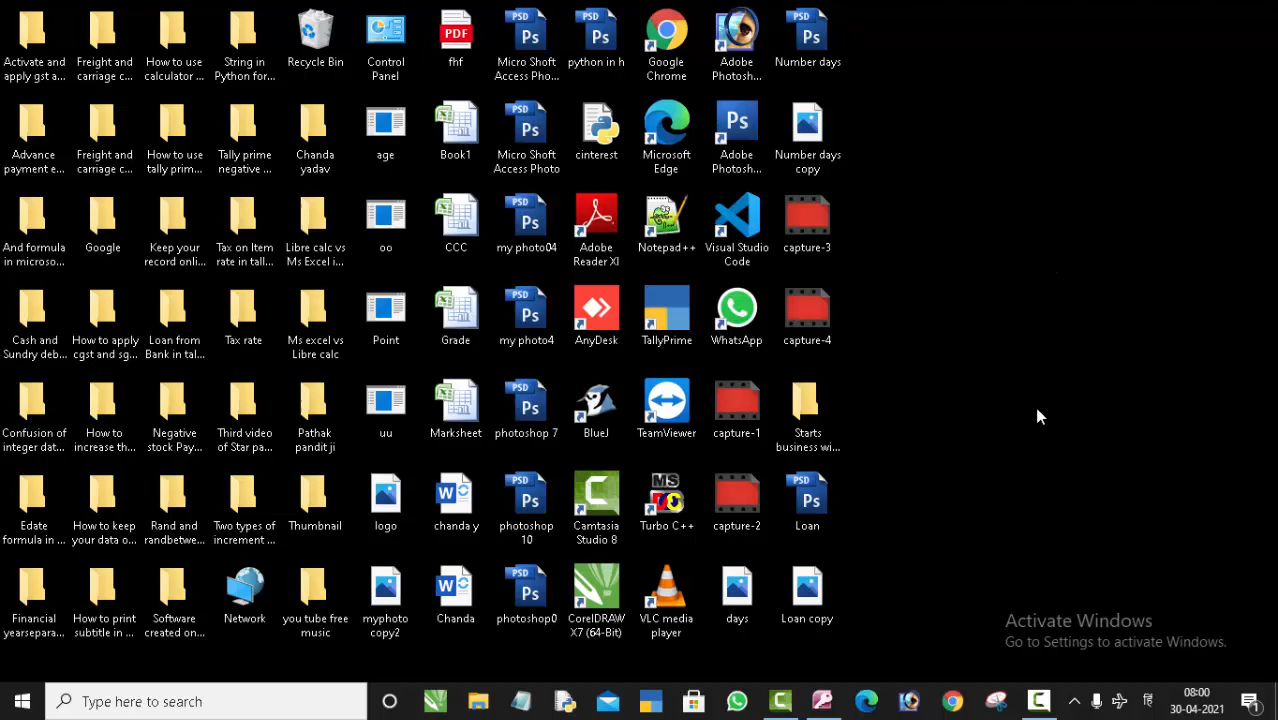 Activate and
apply gst a...
Freight and
carriage c...
How to use
calculator ...
String in
Python for...
Recycle Bin
Control
Panel
PDF
fhf
PSD
Ps
Micro Shoft
Access Pho...
PSD
Ps
python in h
Google
Chrome
Adobe
Photosh...
PSD
Ps
Number days
Advance
payment e...
Freight and
carriage c...
How to use
tally prim...
Tally prime
negative ...
Chanda
yadav
age
Book1
PSD
Ps
Micro Shoft
Access Photo
cinterest
Microsoft
Edge
Ps
Adobe
Photosh...
Number days
copy
And formula
in microso...
Google
Keep your
record onli...
Tax on Item
rate in tall...
Libre calc vs
Ms Excel i...
oo
CCC
PSD
Ps
my photo04
Adobe
Reader XI
Notepad++
Visual Studio
Code
capture-3
Cash and
Sundry deb...
How to apply
cgst and sg...
Loan from
Bank in tal...
Tax rate
Ms excel vs
Libre calc
Point
Grade
PSD
Ps
my photo4
AnyDesk
TallyPrime
WhatsApp
capture-4
Confusion of
integer dat...
How to
increase th...
Negative
stock Pay...
Third video
of Star pa...
Pathak
pandit ji
uu
Marksheet
PSD
Ps
photoshop 7
BlueJ
TeamViewer
capture-1
Starts
business wi...
Edate
formula in ...
How to keep
your data o...
Rand and
randbetwe...
Two types of
increment ...
Thumbnail
logo
W
chanda y
PSD
Ps
photoshop
10
C
Camtasia
Studio 8
MS
Turbo C++
capture-2
PSD
Ps
Loan
Financial
yearsepara...
How to print
subtitle in ...
Software
created on...
Network
you tube free
music
myphoto
copy2
W
Chanda
PSD
Ps
photoshop0
CorelDRAW
X7 (64-Bit)
VLC media
player
days
Loan copy
Activate Windows
Go to Settings to activate Windows.
Type here to search
हि
08:00
30-04-2021
1